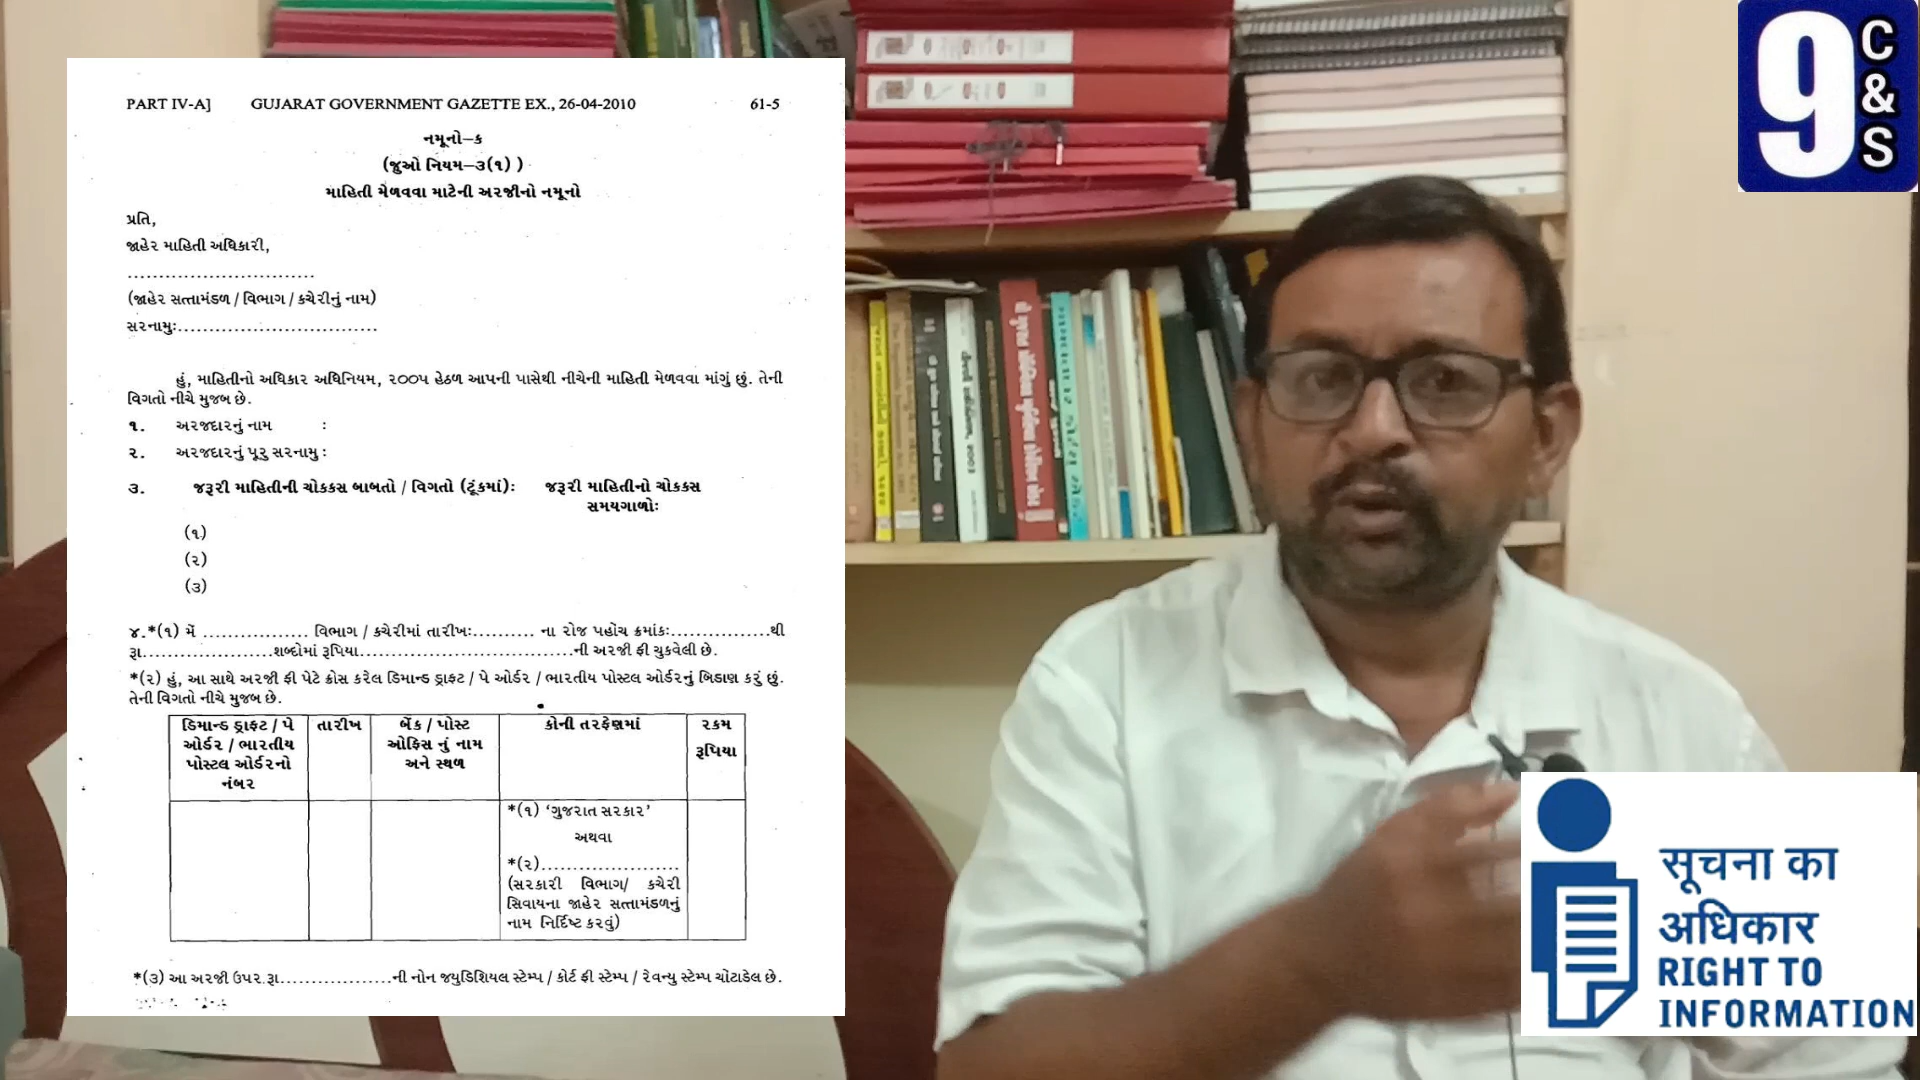 PART IV-A] GUJARAT GOVERNMENT GAZETTE EX., 26-04-2010 61-5
નમૂનો–ક
(જુઓ નિયમ–૩(૧) )
માહિતી મેળવવા માટેની અરજીનો નમૂનો
પ્રતિ,
જાહેર માહિતી અધિકારી,
..............................
(જાહેર સત્તામંડળ / વિભાગ / કચેરીનું નામ)
સરનામુઃ................................
હું, માહિતીનો અધિકાર અધિનિયમ, ૨૦૦૫ હેઠળ આપની પાસેથી નીચેની માહિતી મેળવવા માંગું છું. તેની
વિગતો નીચે મુજબ છે.
૧. અરજદારનું નામ :
૨. અરજદારનું પૂરુ સરનામુ :
૩. જરૂરી માહિતીની ચોકકસ બાબતો / વિગતો (ટૂંકમાં): જરૂરી માહિતીનો ચોકકસ
સમયગાળોઃ
(૧)
(૨)
(૩)
૪.*(૧) મેં ................. વિભાગ / કચેરીમાં તારીખઃ.......... ના રોજ પહોંચ ક્રમાંકઃ................થી
રૂા.....................શબ્દોમાં રૂપિયા..................................ની અરજી ફી ચુકવેલી છે.
*(૨) હું, આ સાથે અરજી ફી પેટે ક્રોસ કરેલ ડિમાન્ડ ડ્રાફટ / પે ઓર્ડર / ભારતીય પોસ્ટલ ઓર્ડરનું બિડાણ કરું છું.
તેની વિગતો નીચે મુજબ છે.
ડિમાન્ડ ડ્રાફટ / પે ઓર્ડર / ભારતીય પોસ્ટલ ઓર્ડરનો નંબર
તારીખ
બેંક / પોસ્ટ ઓફિસ નું નામ અને સ્થળ
કોની તરફેણમાં
રકમ રૂપિયા
*(૧) ‘ગુજરાત સરકાર’
અથવા
*(૨)......................
(સરકારી વિભાગ/ કચેરી
સિવાયના જાહેર સત્તામંડળનું
નામ નિર્દિષ્ટ કરવું)
*(૩) આ અરજી ઉપર રૂા..................ની નોન જયુડિશિયલ સ્ટેમ્પ / કોર્ટ ફી સ્ટેમ્પ / રેવન્યુ સ્ટેમ્પ ચોંટાડેલ છે.
9 C&S
सूचना का
अधिकार
RIGHT TO
INFORMATION